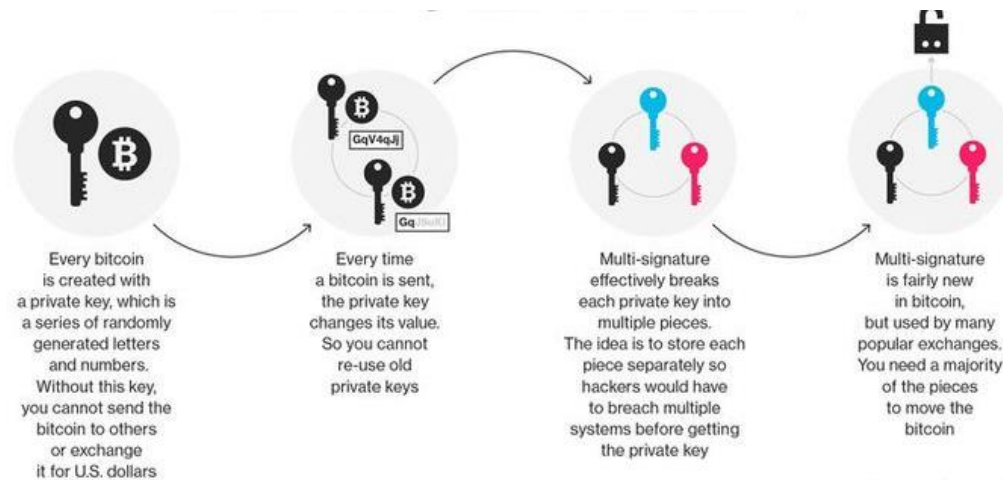 Every bitcoin
is created with
a private key, which is
a series of randomly
generated letters
and numbers.
Without this key,
you cannot send the
bitcoin to others
or exchange
it for U.S. dollars
GqV4qJj
Gq
Every time
a bitcoin is sent,
the private key
changes its value.
So you cannot
re-use old
private keys
Multi-signature
effectively breaks
each private key into
multiple pieces.
The idea is to store each
piece separately so
hackers would have
to breach multiple
systems before getting
the private key
Multi-signature
is fairly new
in bitcoin,
but used by many
popular exchanges.
You need a majority
of the pieces
to move the
bitcoin